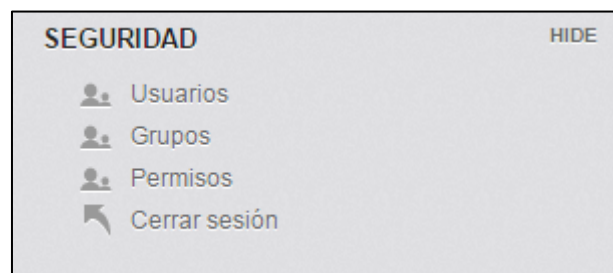 SEGURIDAD HIDE
Usuarios
Grupos
Permisos
Cerrar sesión